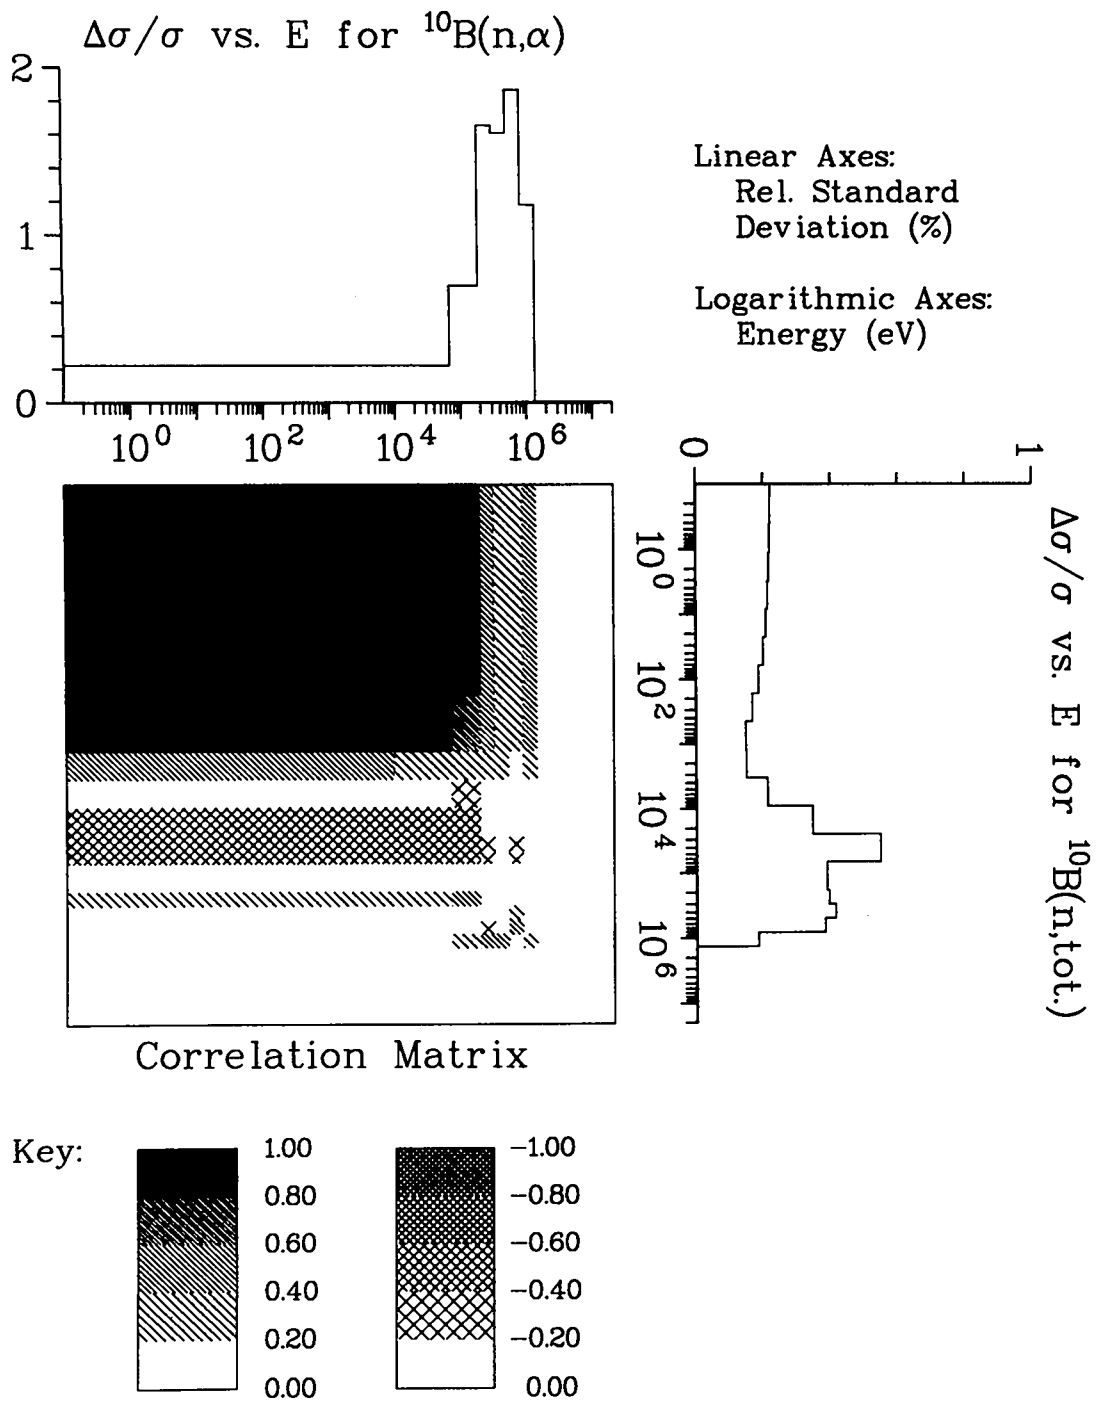 Δσ/σ vs. E for ¹⁰B(n,α)
2
1
0
10⁰ 10² 10⁴ 10⁶
Linear Axes:
Rel. Standard
Deviation (%)
Logarithmic Axes:
Energy (eV)
0 1
10⁰ 10² 10⁴ 10⁶
Δσ/σ vs. E for ¹⁰B(n,tot.)
Correlation Matrix
Key:
1.00
0.80
0.60
0.40
0.20
0.00
−1.00
−0.80
−0.60
−0.40
−0.20
0.00